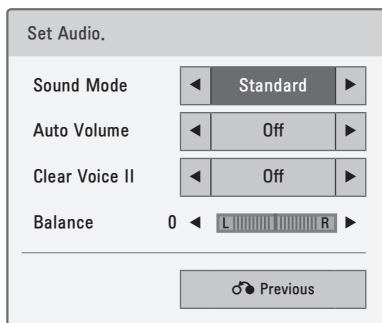 Set Audio.
Sound Mode ◀ Standard ▶
Auto Volume ◀ Off ▶
Clear Voice II ◀ Off ▶
Balance 0 ◀ L R ▶
Previous